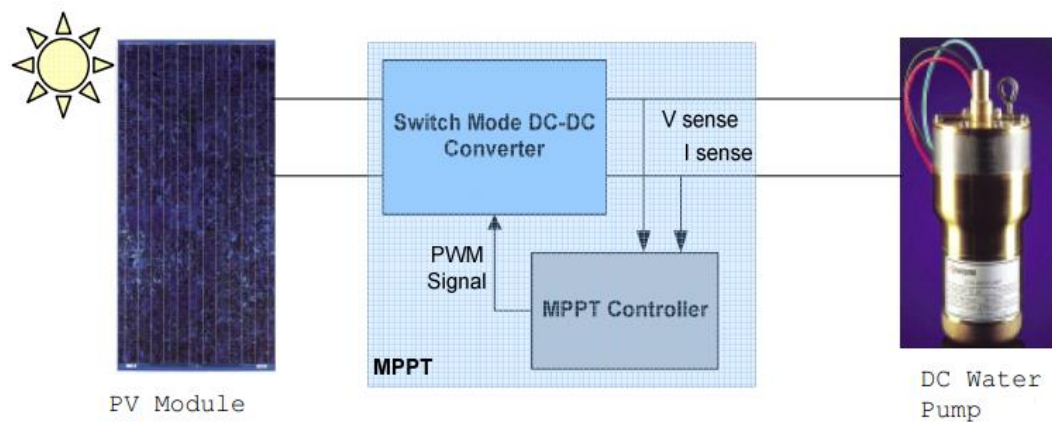 Switch Mode DC-DC
Converter
V sense
I sense
PWM
Signal
MPPT Controller
MPPT
PV Module
DC Water
Pump